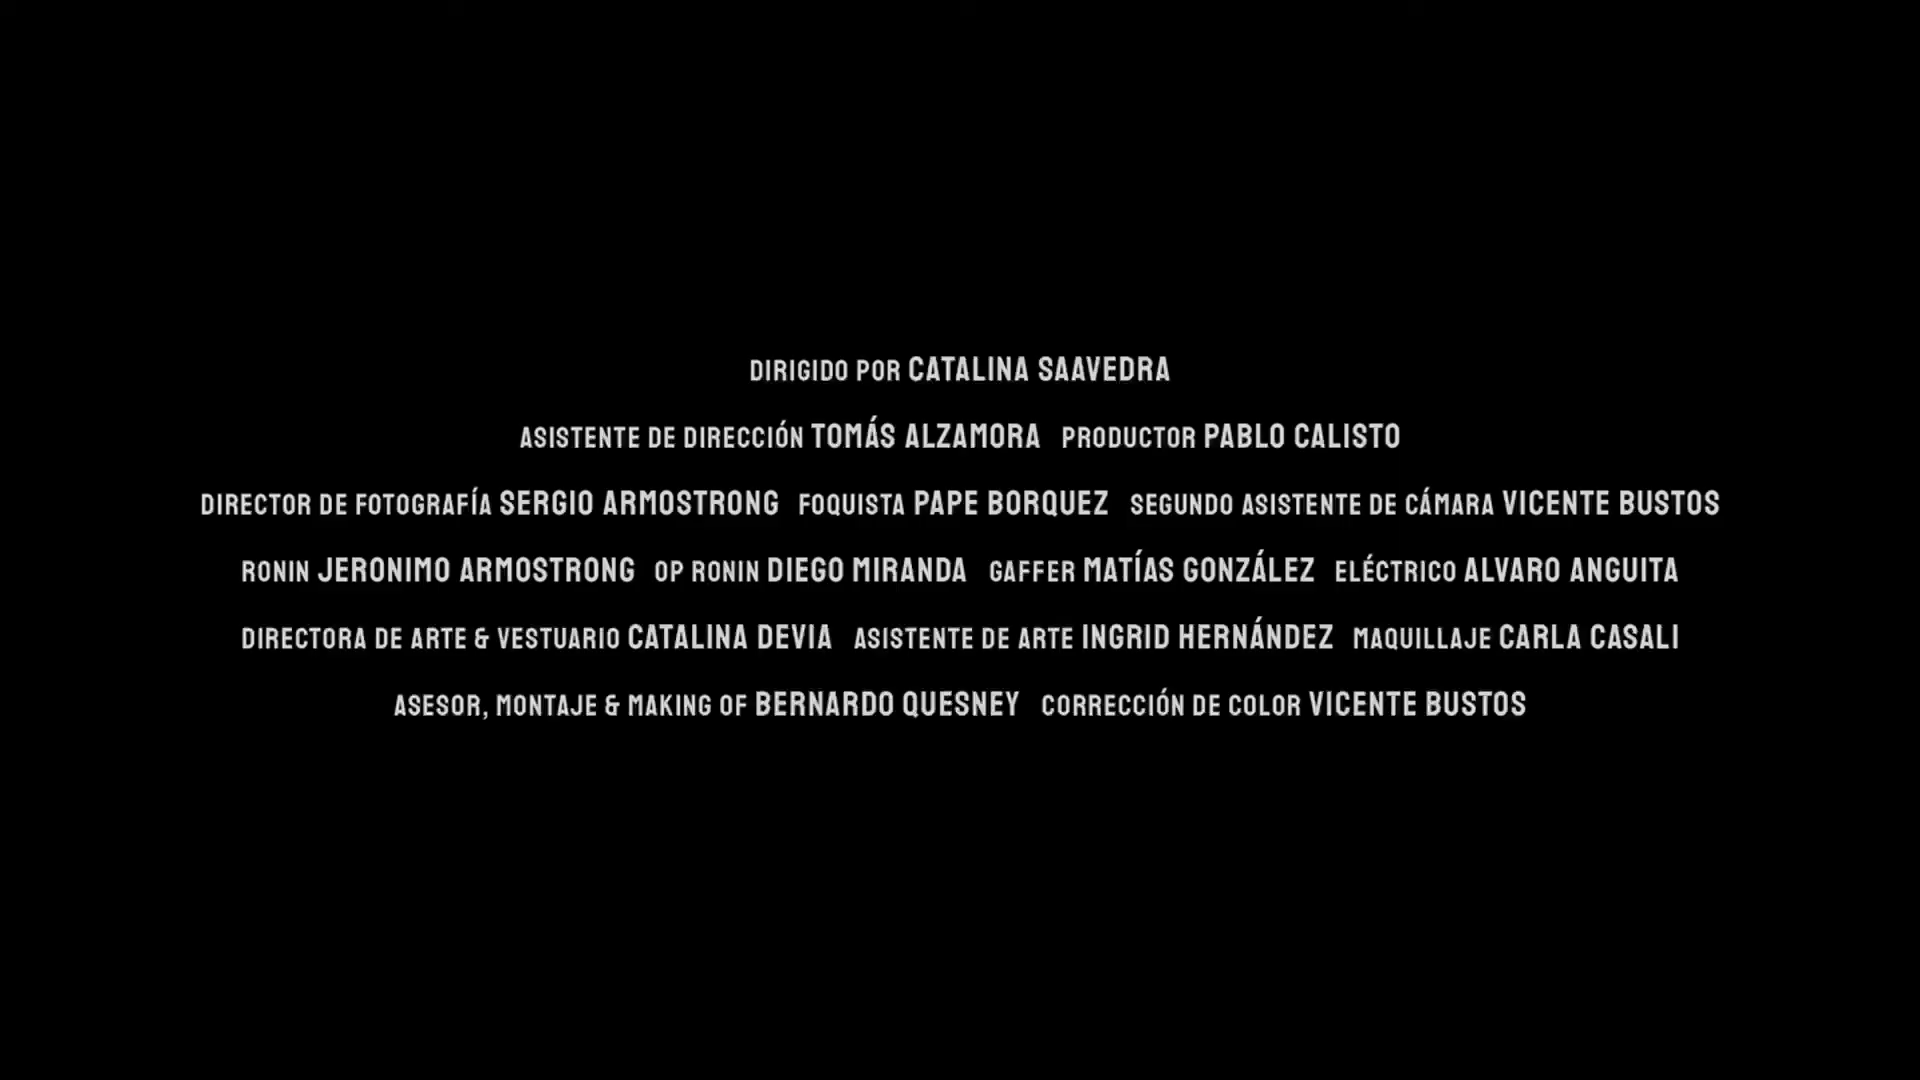 DIRIGIDO POR CATALINA SAAVEDRA
ASISTENTE DE DIRECCIÓN TOMÁS ALZAMORA PRODUCTOR PABLO CALISTO
DIRECTOR DE FOTOGRAFÍA SERGIO ARMOSTRONG FOQUISTA PAPE BORQUEZ SEGUNDO ASISTENTE DE CÁMARA VICENTE BUSTOS
RONIN JERONIMO ARMOSTRONG OP RONIN DIEGO MIRANDA GAFFER MATÍAS GONZÁLEZ ELÉCTRICO ALVARO ANGUITA
DIRECTORA DE ARTE & VESTUARIO CATALINA DEVIA ASISTENTE DE ARTE INGRID HERNÁNDEZ MAQUILLAJE CARLA CASALI
ASESOR, MONTAJE & MAKING OF BERNARDO QUESNEY CORRECCIÓN DE COLOR VICENTE BUSTOS